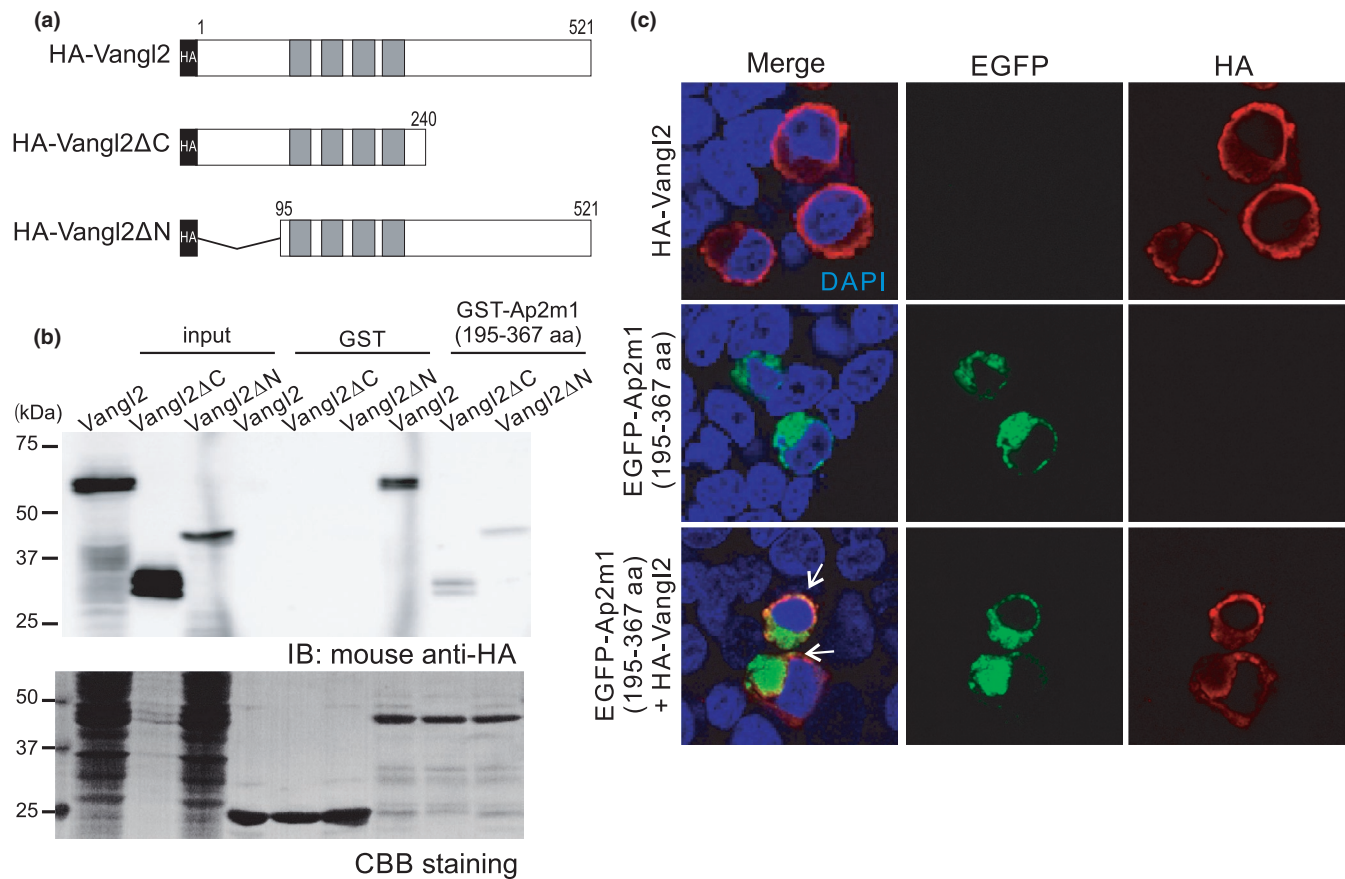 (a)
1
521
HA-Vangl2
HA
240
HA-Vangl2ΔC
HA
95
521
HA-Vangl2ΔN
HA
(b)
input
GST
GST-Ap2m1
(195-367 aa)
(kDa)
Vangl2
Vangl2ΔC
Vangl2ΔN
Vangl2
Vangl2ΔC
Vangl2ΔN
Vangl2
Vangl2ΔC
Vangl2ΔN
75
50
37
25
IB: mouse anti-HA
50
37
25
CBB staining
(c)
Merge
EGFP
HA
HA-Vangl2
DAPI
EGFP-Ap2m1
(195-367 aa)
EGFP-Ap2m1
(195-367 aa)
+ HA-Vangl2